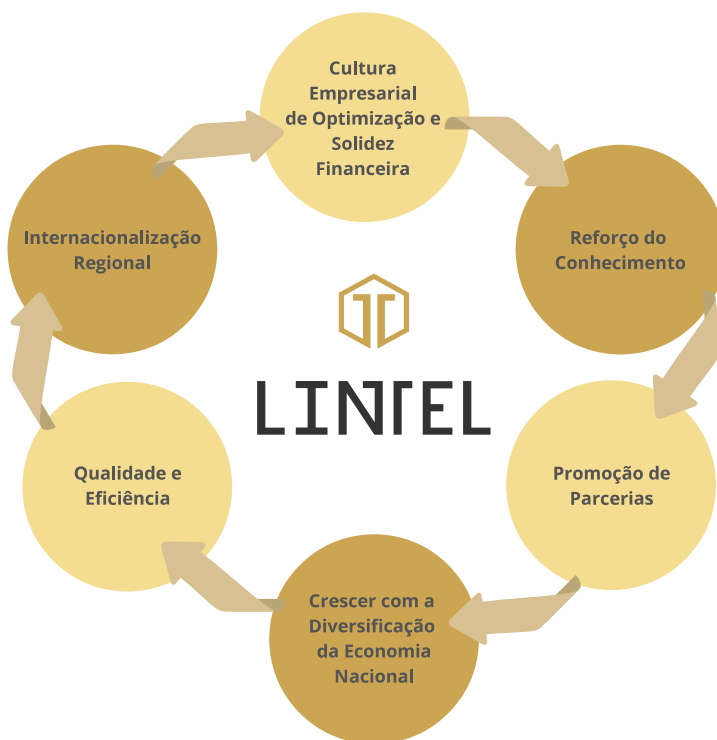 Cultura
Empresarial
de Optimização e
Solidez
Financeira
Internacionalização
Regional
Reforço do
Conhecimento
LINTEL
Qualidade e
Eficiência
Promoção de
Parcerias
Crescer com a
Diversificação
da Economia
Nacional